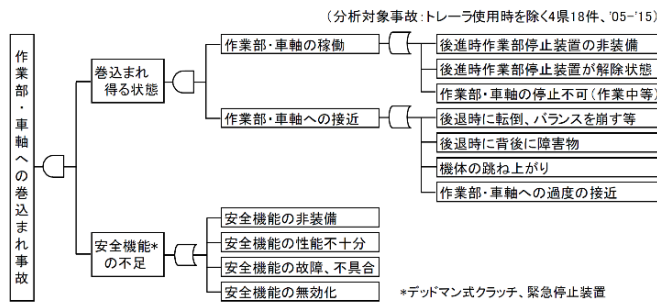 (分析対象事故:トレーラ使用時を除く4県18件、'05-'15)
作業部・車軸への巻込まれ事故
巻込まれ
得る状態
作業部・車軸の稼働
後進時作業部停止装置の非装備
後進時作業部停止装置が解除状態
作業部・車軸の停止不可(作業中等)
作業部・車軸への接近
後退時に転倒、バランスを崩す等
後退時に背後に障害物
機体の跳ね上がり
作業部・車軸への過度の接近
安全機能*
の不足
安全機能の非装備
安全機能の性能不十分
安全機能の故障、不具合
安全機能の無効化
*デッドマン式クラッチ、緊急停止装置